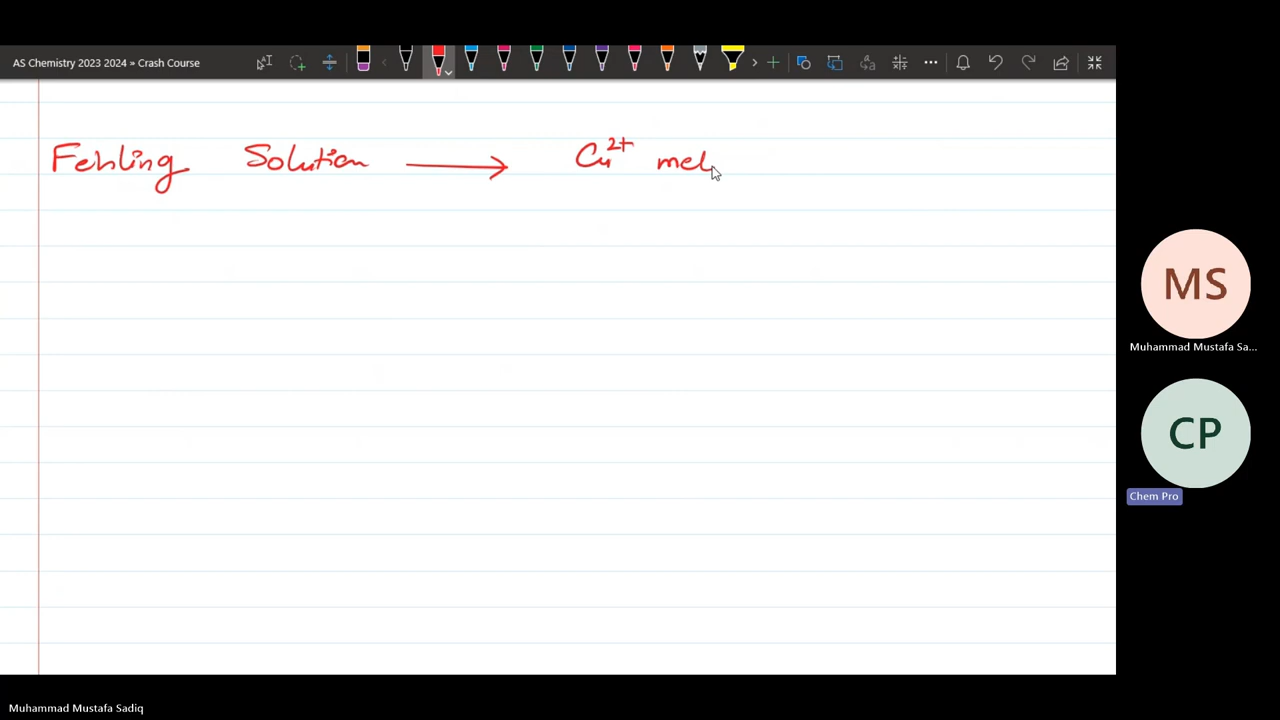 AS Chemistry 2023 2024 » Crash Course
Fehling Solution → Cu²⁺ met
MS
Muhammad Mustafa Sa...
CP
Chem Pro
Muhammad Mustafa Sadiq